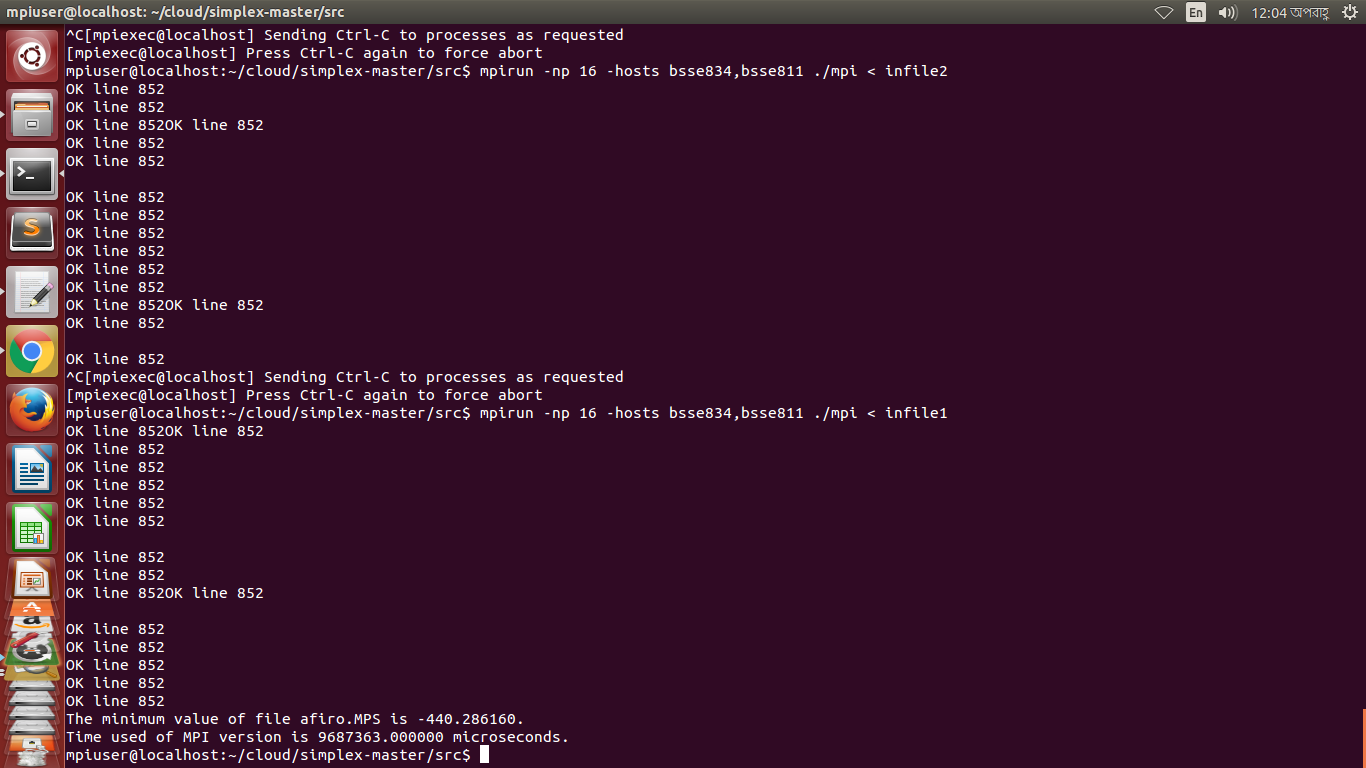 mpiuser@localhost: ~/cloud/simplex-master/src
En
12:04 অপরাহ্ণ
^C[mpiexec@localhost] Sending Ctrl-C to processes as requested
[mpiexec@localhost] Press Ctrl-C again to force abort
mpiuser@localhost:~/cloud/simplex-master/src$ mpirun -np 16 -hosts bsse834,bsse811 ./mpi < infile2
OK line 852
OK line 852
OK line 852OK line 852
OK line 852
OK line 852
OK line 852
OK line 852
OK line 852
OK line 852
OK line 852
OK line 852
OK line 852OK line 852
OK line 852
OK line 852
^C[mpiexec@localhost] Sending Ctrl-C to processes as requested
[mpiexec@localhost] Press Ctrl-C again to force abort
mpiuser@localhost:~/cloud/simplex-master/src$ mpirun -np 16 -hosts bsse834,bsse811 ./mpi < infile1
OK line 852OK line 852
OK line 852
OK line 852
OK line 852
OK line 852
OK line 852
OK line 852
OK line 852
OK line 852OK line 852
OK line 852
OK line 852
OK line 852
OK line 852
OK line 852
The minimum value of file afiro.MPS is -440.286160.
Time used of MPI version is 9687363.000000 microseconds.
mpiuser@localhost:~/cloud/simplex-master/src$